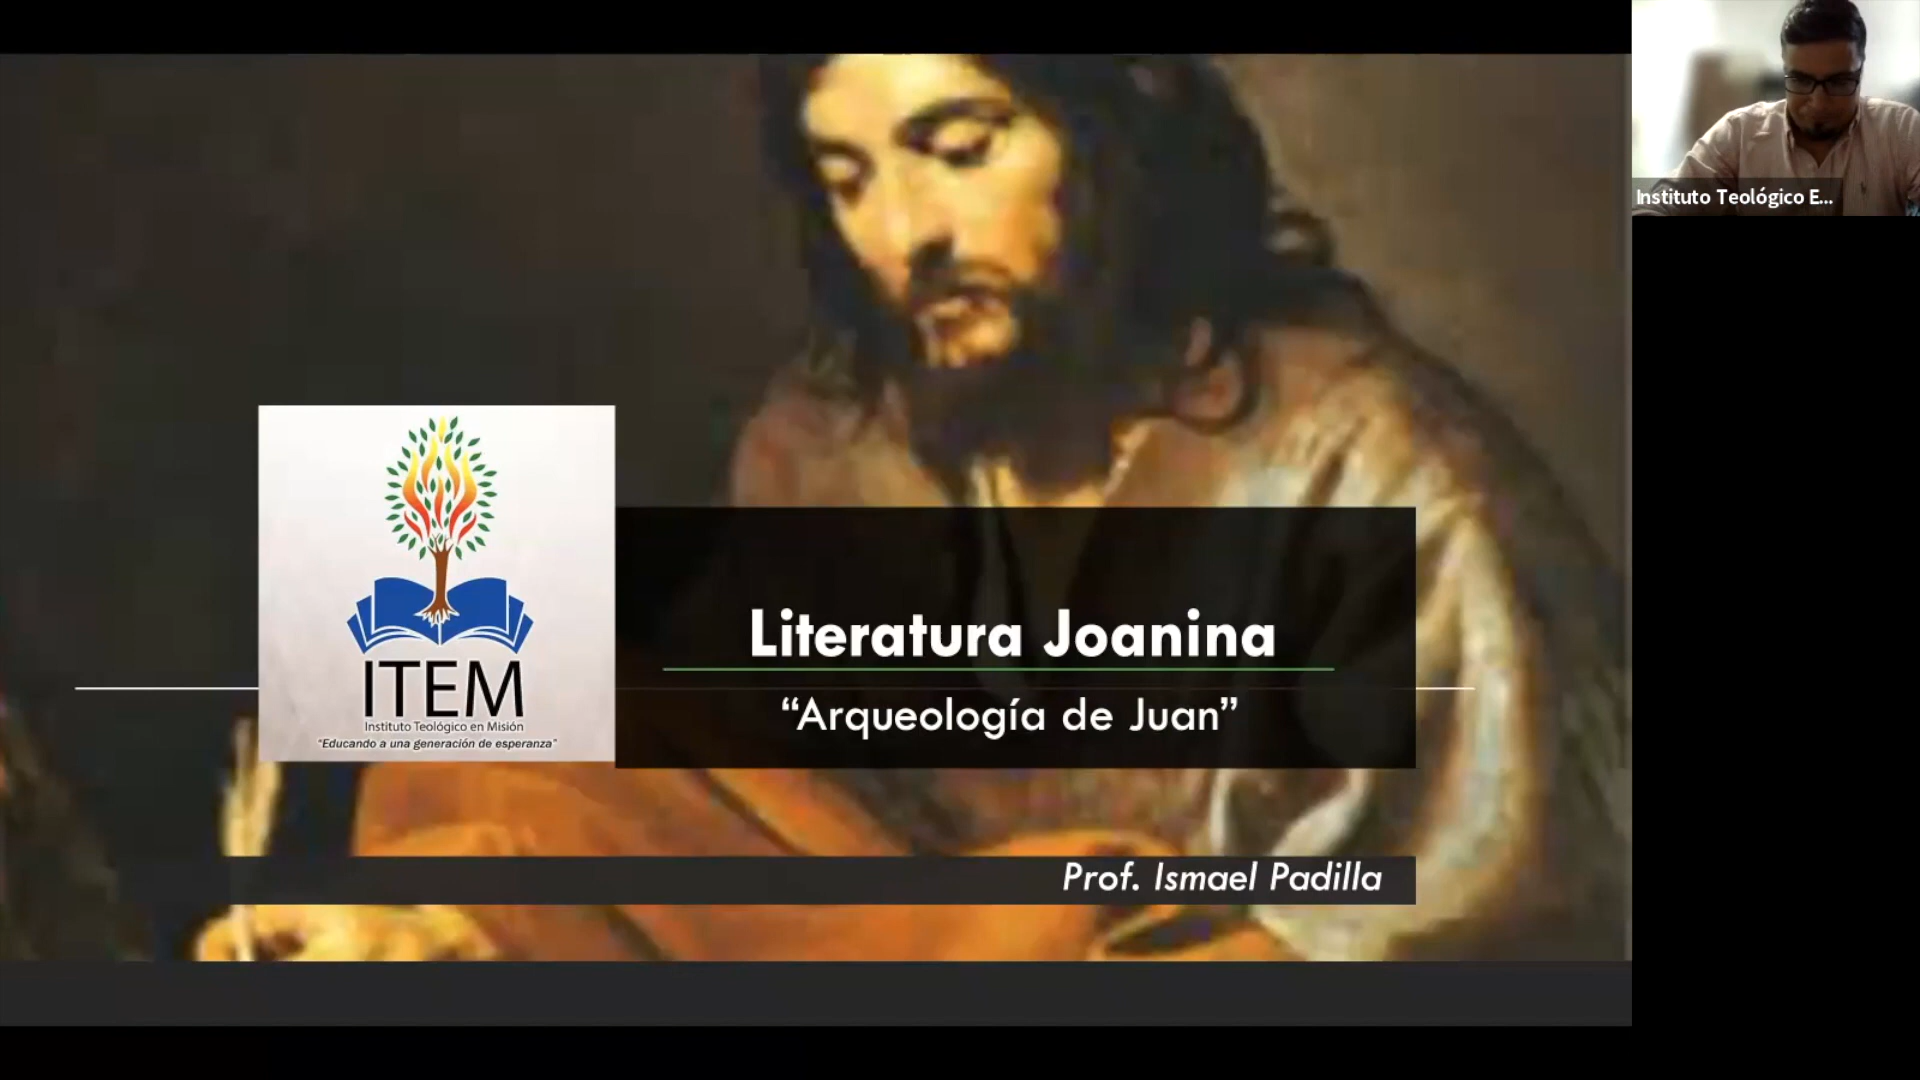 Instituto Teológico E...
Literatura Joanina
“Arqueología de Juan”
ITEM
Instituto Teológico en Misión
"Educando a una generación de esperanza"
Prof. Ismael Padilla